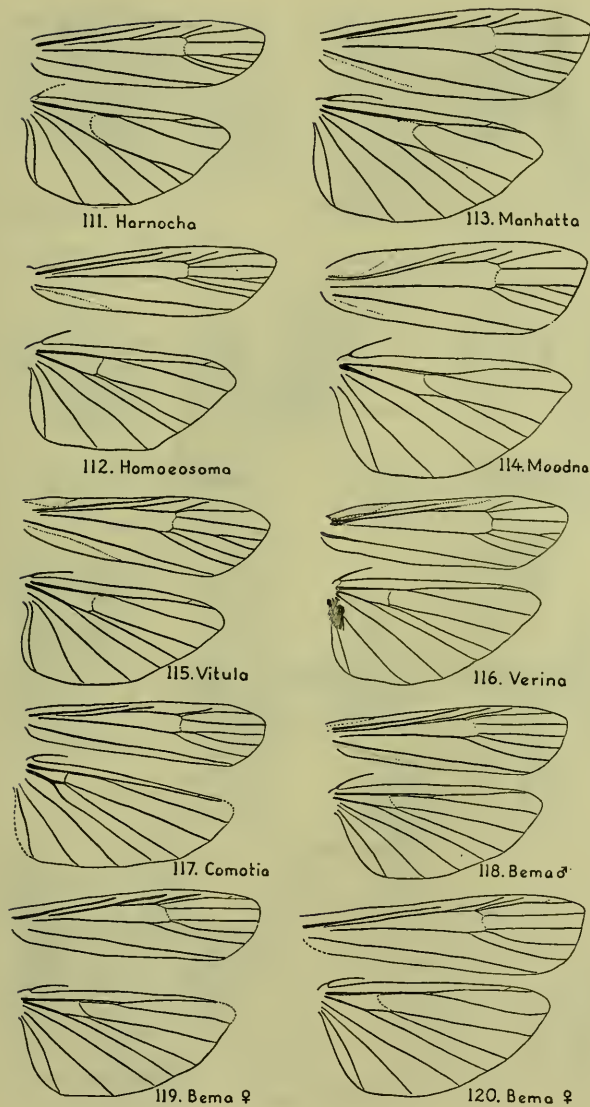 111. Harnocha
113. Manhatta
112. Homoeosoma
114. Moodna
115. Vitula
116. Verina
117. Comotia
118. Bema ♂
119. Bema ♀
120. Bema ♀